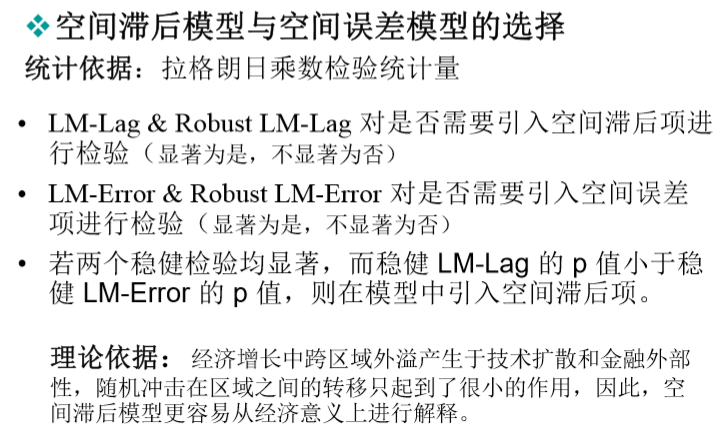 ❖空间滞后模型与空间误差模型的选择
统计依据：拉格朗日乘数检验统计量
• LM-Lag & Robust LM-Lag 对是否需要引入空间滞后项进
行检验（显著为是，不显著为否）
• LM-Error & Robust LM-Error 对是否需要引入空间误差
项进行检验（显著为是，不显著为否）
• 若两个稳健检验均显著，而稳健 LM-Lag 的 p 值小于稳
健 LM-Error 的 p 值，则在模型中引入空间滞后项。
理论依据： 经济增长中跨区域外溢产生于技术扩散和金融外部
性，随机冲击在区域之间的转移只起到了很小的作用，因此，空
间滞后模型更容易从经济意义上进行解释。